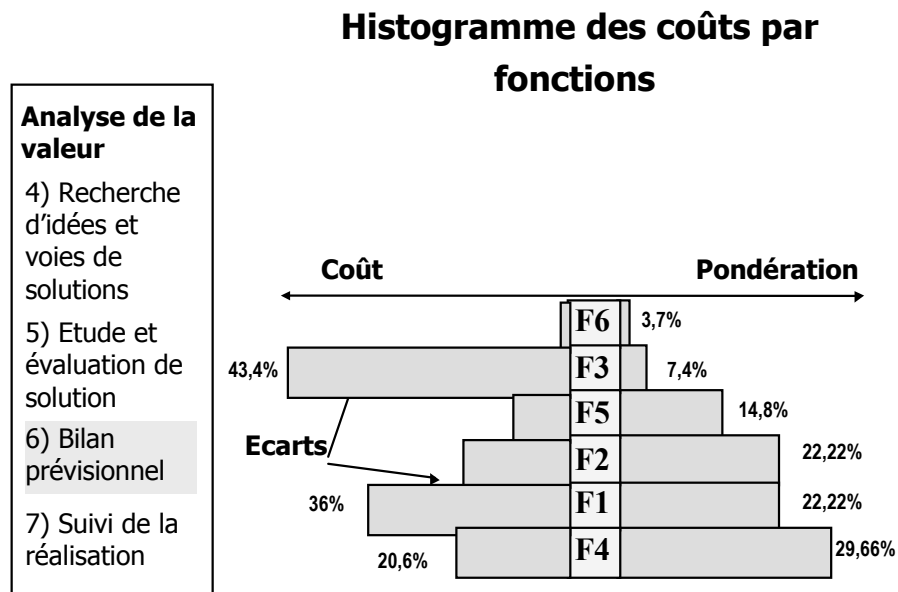 Histogramme des coûts par
fonctions
Analyse de la
valeur
4) Recherche
d'idées et
voies de
solutions
5) Etude et
évaluation de
solution
6) Bilan
prévisionnel
7) Suivi de la
réalisation
Coût
Pondération
F6
3,7%
43,4%
F3
7,4%
F5
14,8%
Ecarts
F2
22,22%
36%
F1
22,22%
20,6%
F4
29,66%